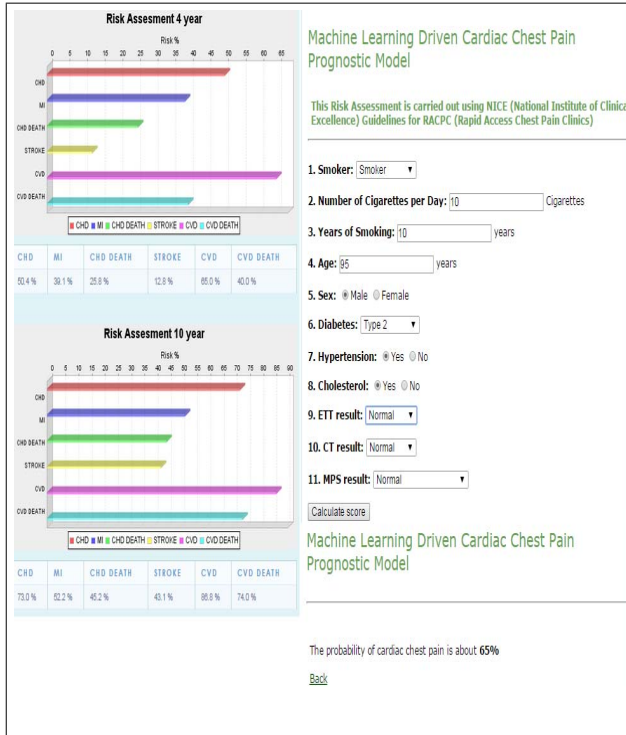 Risk Assesment 4 year
Risk %
0 5 10 15 20 25 30 35 40 45 50 55 60 65
CHD
MI
CHD DEATH
STROKE
CVD
CVD DEATH
CHD MI CHD DEATH STROKE CVD CVD DEATH
CHD MI CHD DEATH STROKE CVD CVD DEATH
50.4 % 39.1 % 25.8 % 12.8 % 65.0 % 40.0 %
Risk Assesment 10 year
Risk %
0 5 10 15 20 25 30 35 40 45 50 55 60 65 70 75 80 85 90
CHD
MI
CHD DEATH
STROKE
CVD
CVD DEATH
CHD MI CHD DEATH STROKE CVD CVD DEATH
CHD MI CHD DEATH STROKE CVD CVD DEATH
73.0 % 52.2 % 45.2 % 43.1 % 86.8 % 74.0 %
Machine Learning Driven Cardiac Chest Pain
Prognostic Model
This Risk Assessment is carried out using NICE (National Institute of Clinica
Excellence) Guidelines for RACPC (Rapid Access Chest Pain Clinics)
1. Smoker: Smoker
2. Number of Cigarettes per Day: 10 Cigarettes
3. Years of Smoking: 10 years
4. Age: 95 years
5. Sex: Male Female
6. Diabetes: Type 2
7. Hypertension: Yes No
8. Cholesterol: Yes No
9. ETT result: Normal
10. CT result: Normal
11. MPS result: Normal
Calculate score
Machine Learning Driven Cardiac Chest Pain
Prognostic Model
The probability of cardiac chest pain is about 65%
Back